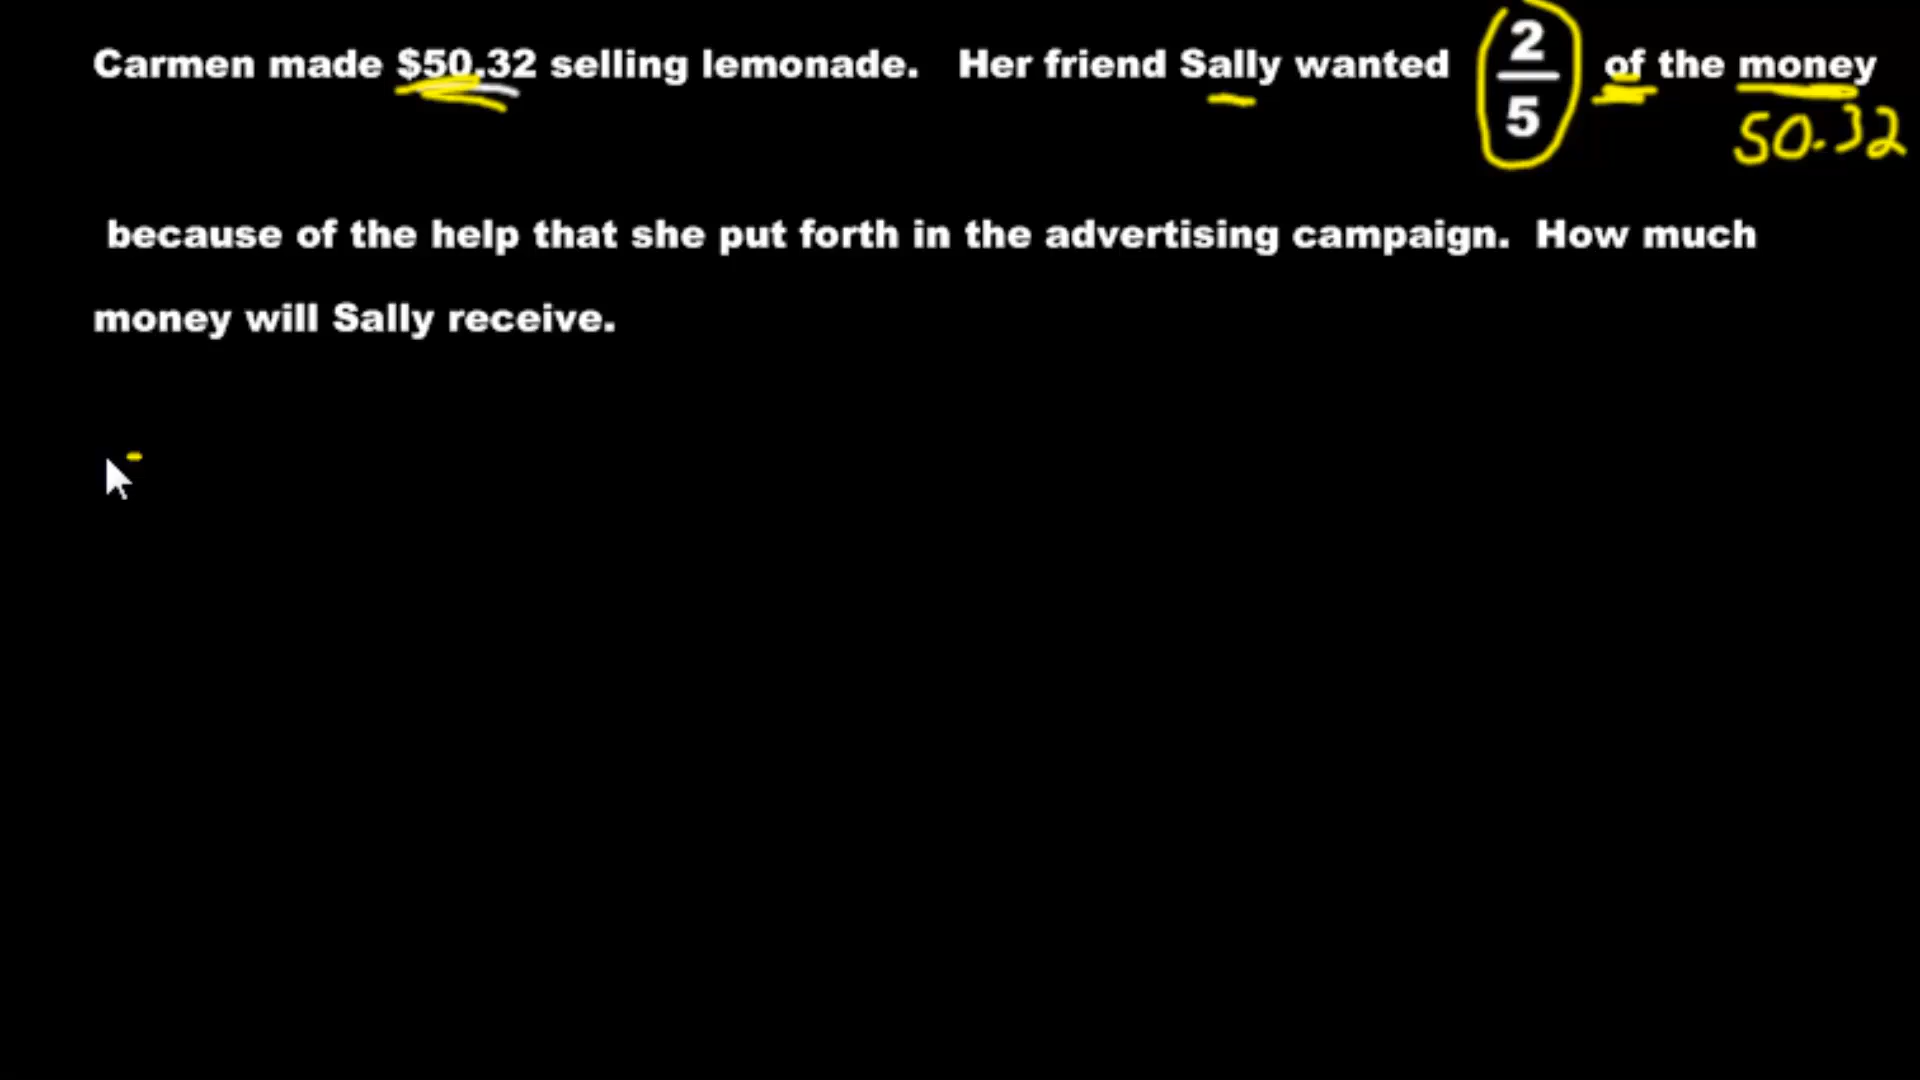 Carmen made $50.32 selling lemonade. Her friend Sally wanted 2/5 of the money
50.32
because of the help that she put forth in the advertising campaign. How much
money will Sally receive.